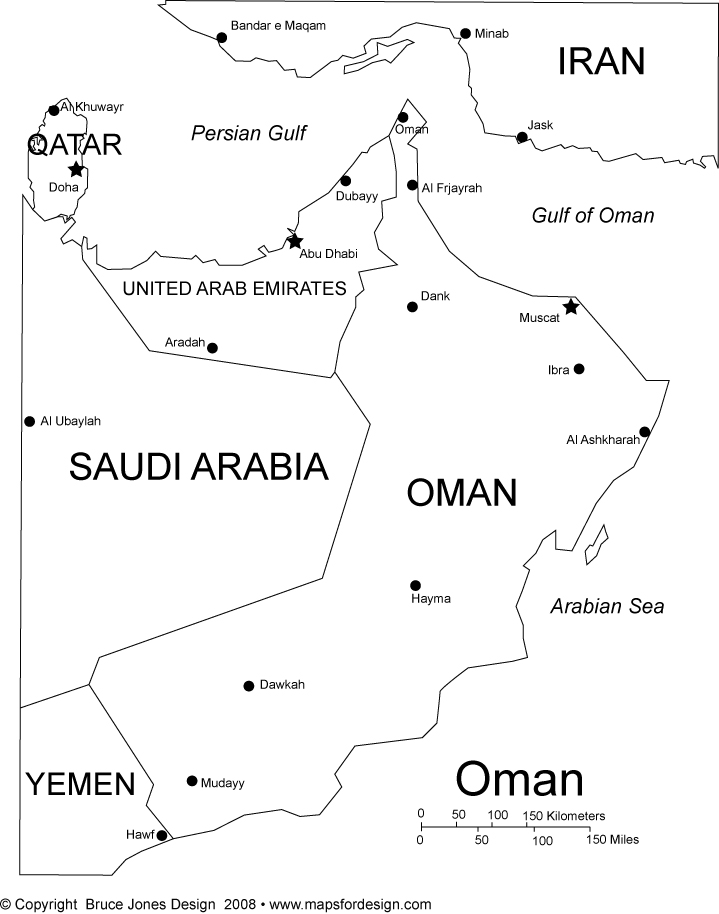 Bandar e Maqam
Minab
IRAN
Al Khuwayr
Oman
Jask
Persian Gulf
QATAR
Doha
Dubayy
Al Frjayrah
Gulf of Oman
Abu Dhabi
UNITED ARAB EMIRATES
Dank
Muscat
Aradah
Ibra
Al Ubaylah
Al Ashkharah
SAUDI ARABIA
OMAN
Hayma
Arabian Sea
Dawkah
YEMEN
Mudayy
Oman
0 50 100 150 Kilometers
0 50 100 150 Miles
Hawf
© Copyright Bruce Jones Design 2008 • www.mapsfordesign.com